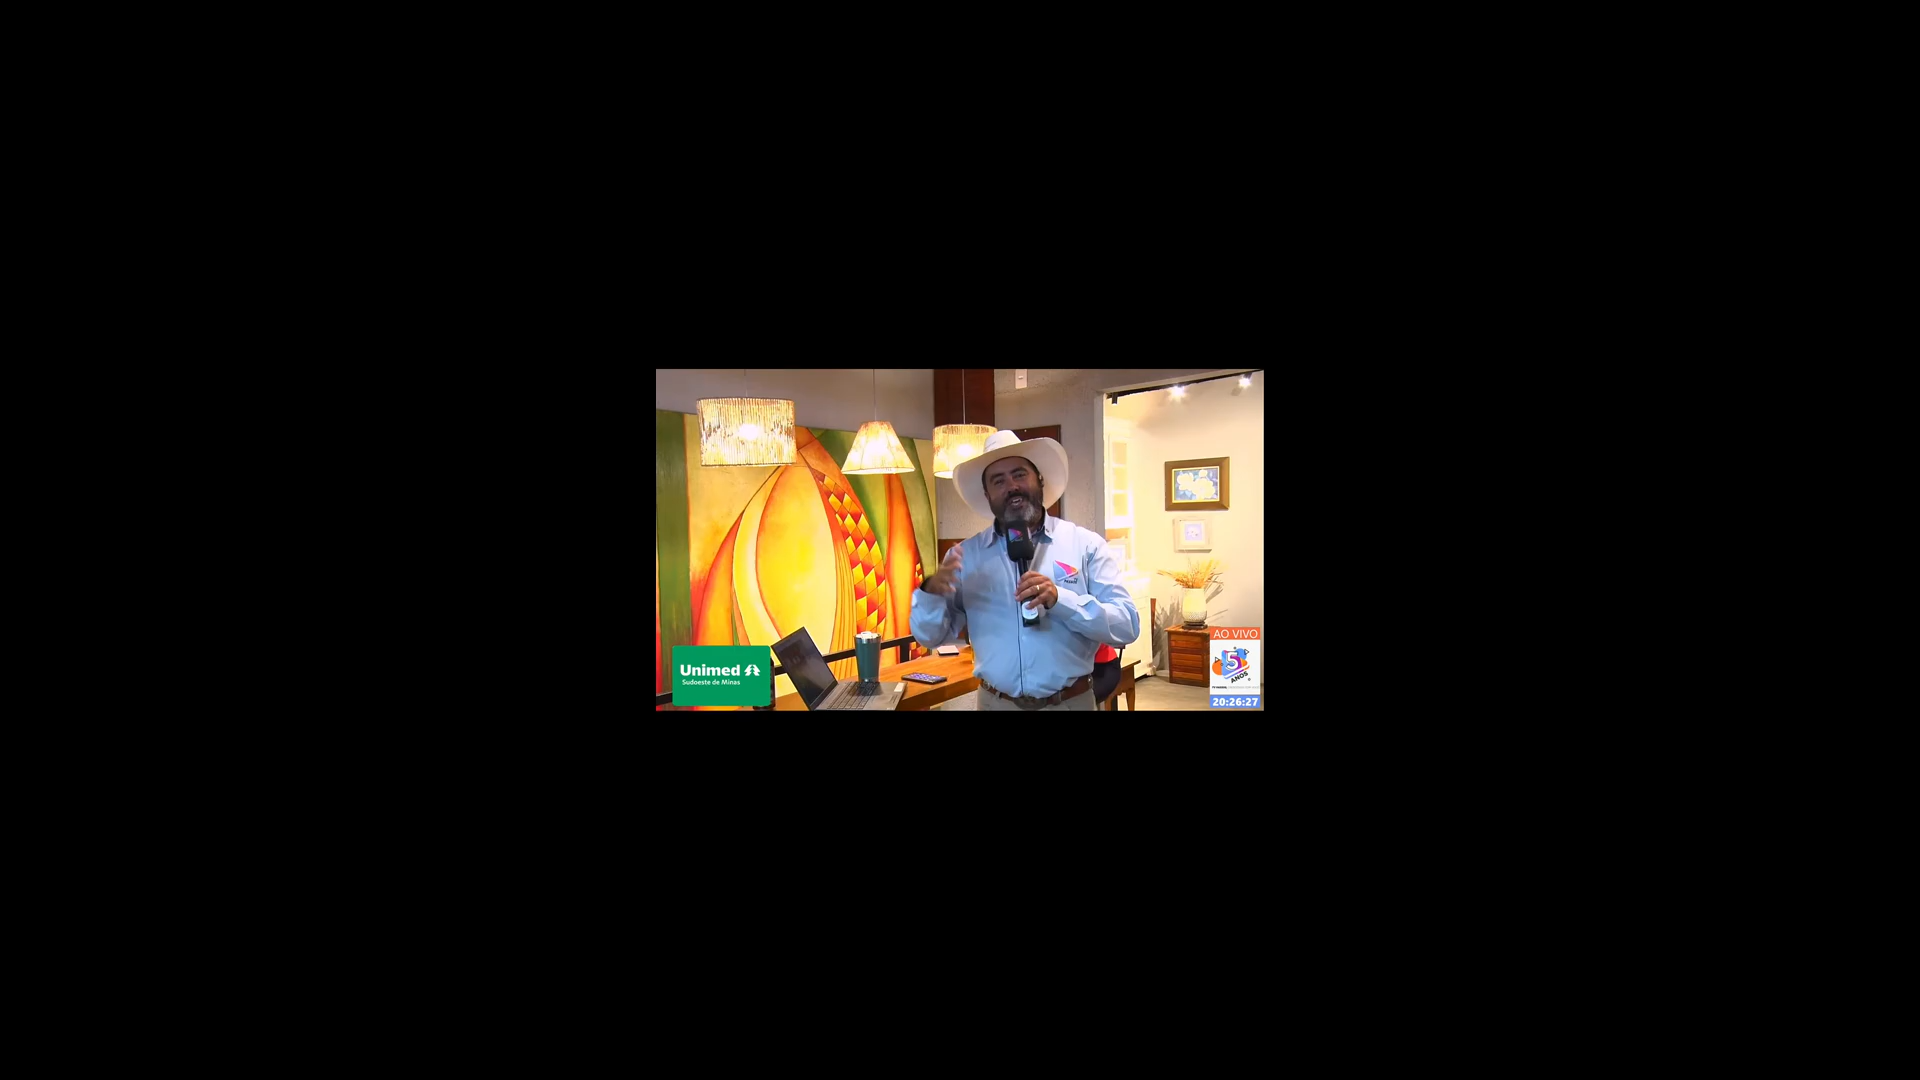 Unimed
Sudoeste de Minas
AO VIVO
5
ANOS
20:26:27